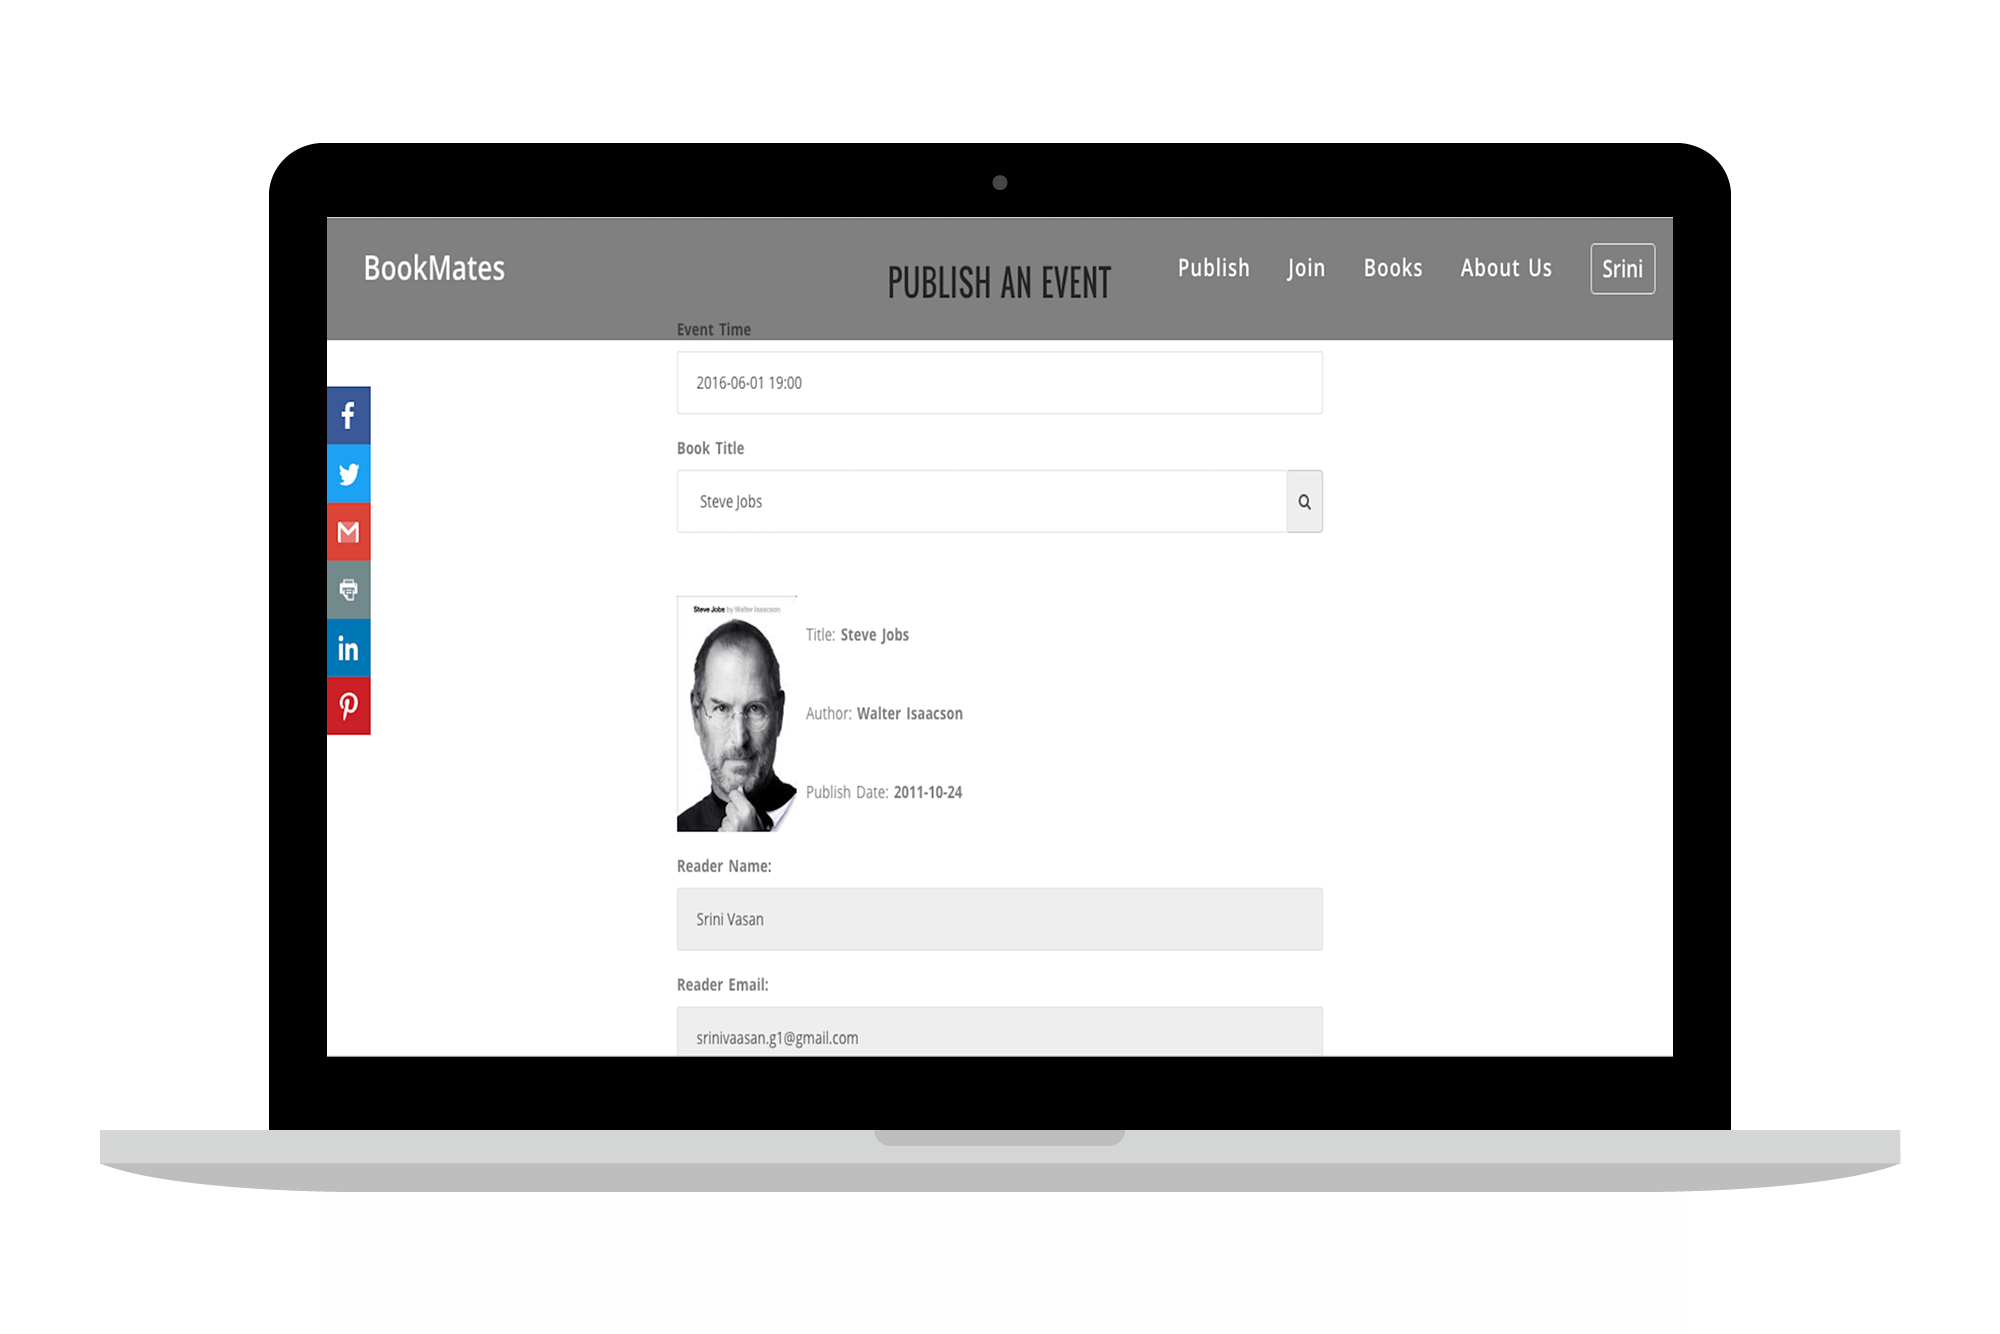 BookMates
PUBLISH AN EVENT
Publish Join Books About Us Srini
Event Time
2016-06-01 19:00
Book Title
Steve Jobs
Steve Jobs by Walter Isaacson
Title: Steve Jobs
Author: Walter Isaacson
Publish Date: 2011-10-24
Reader Name:
Srini Vasan
Reader Email:
srinivaasan.g1@gmail.com